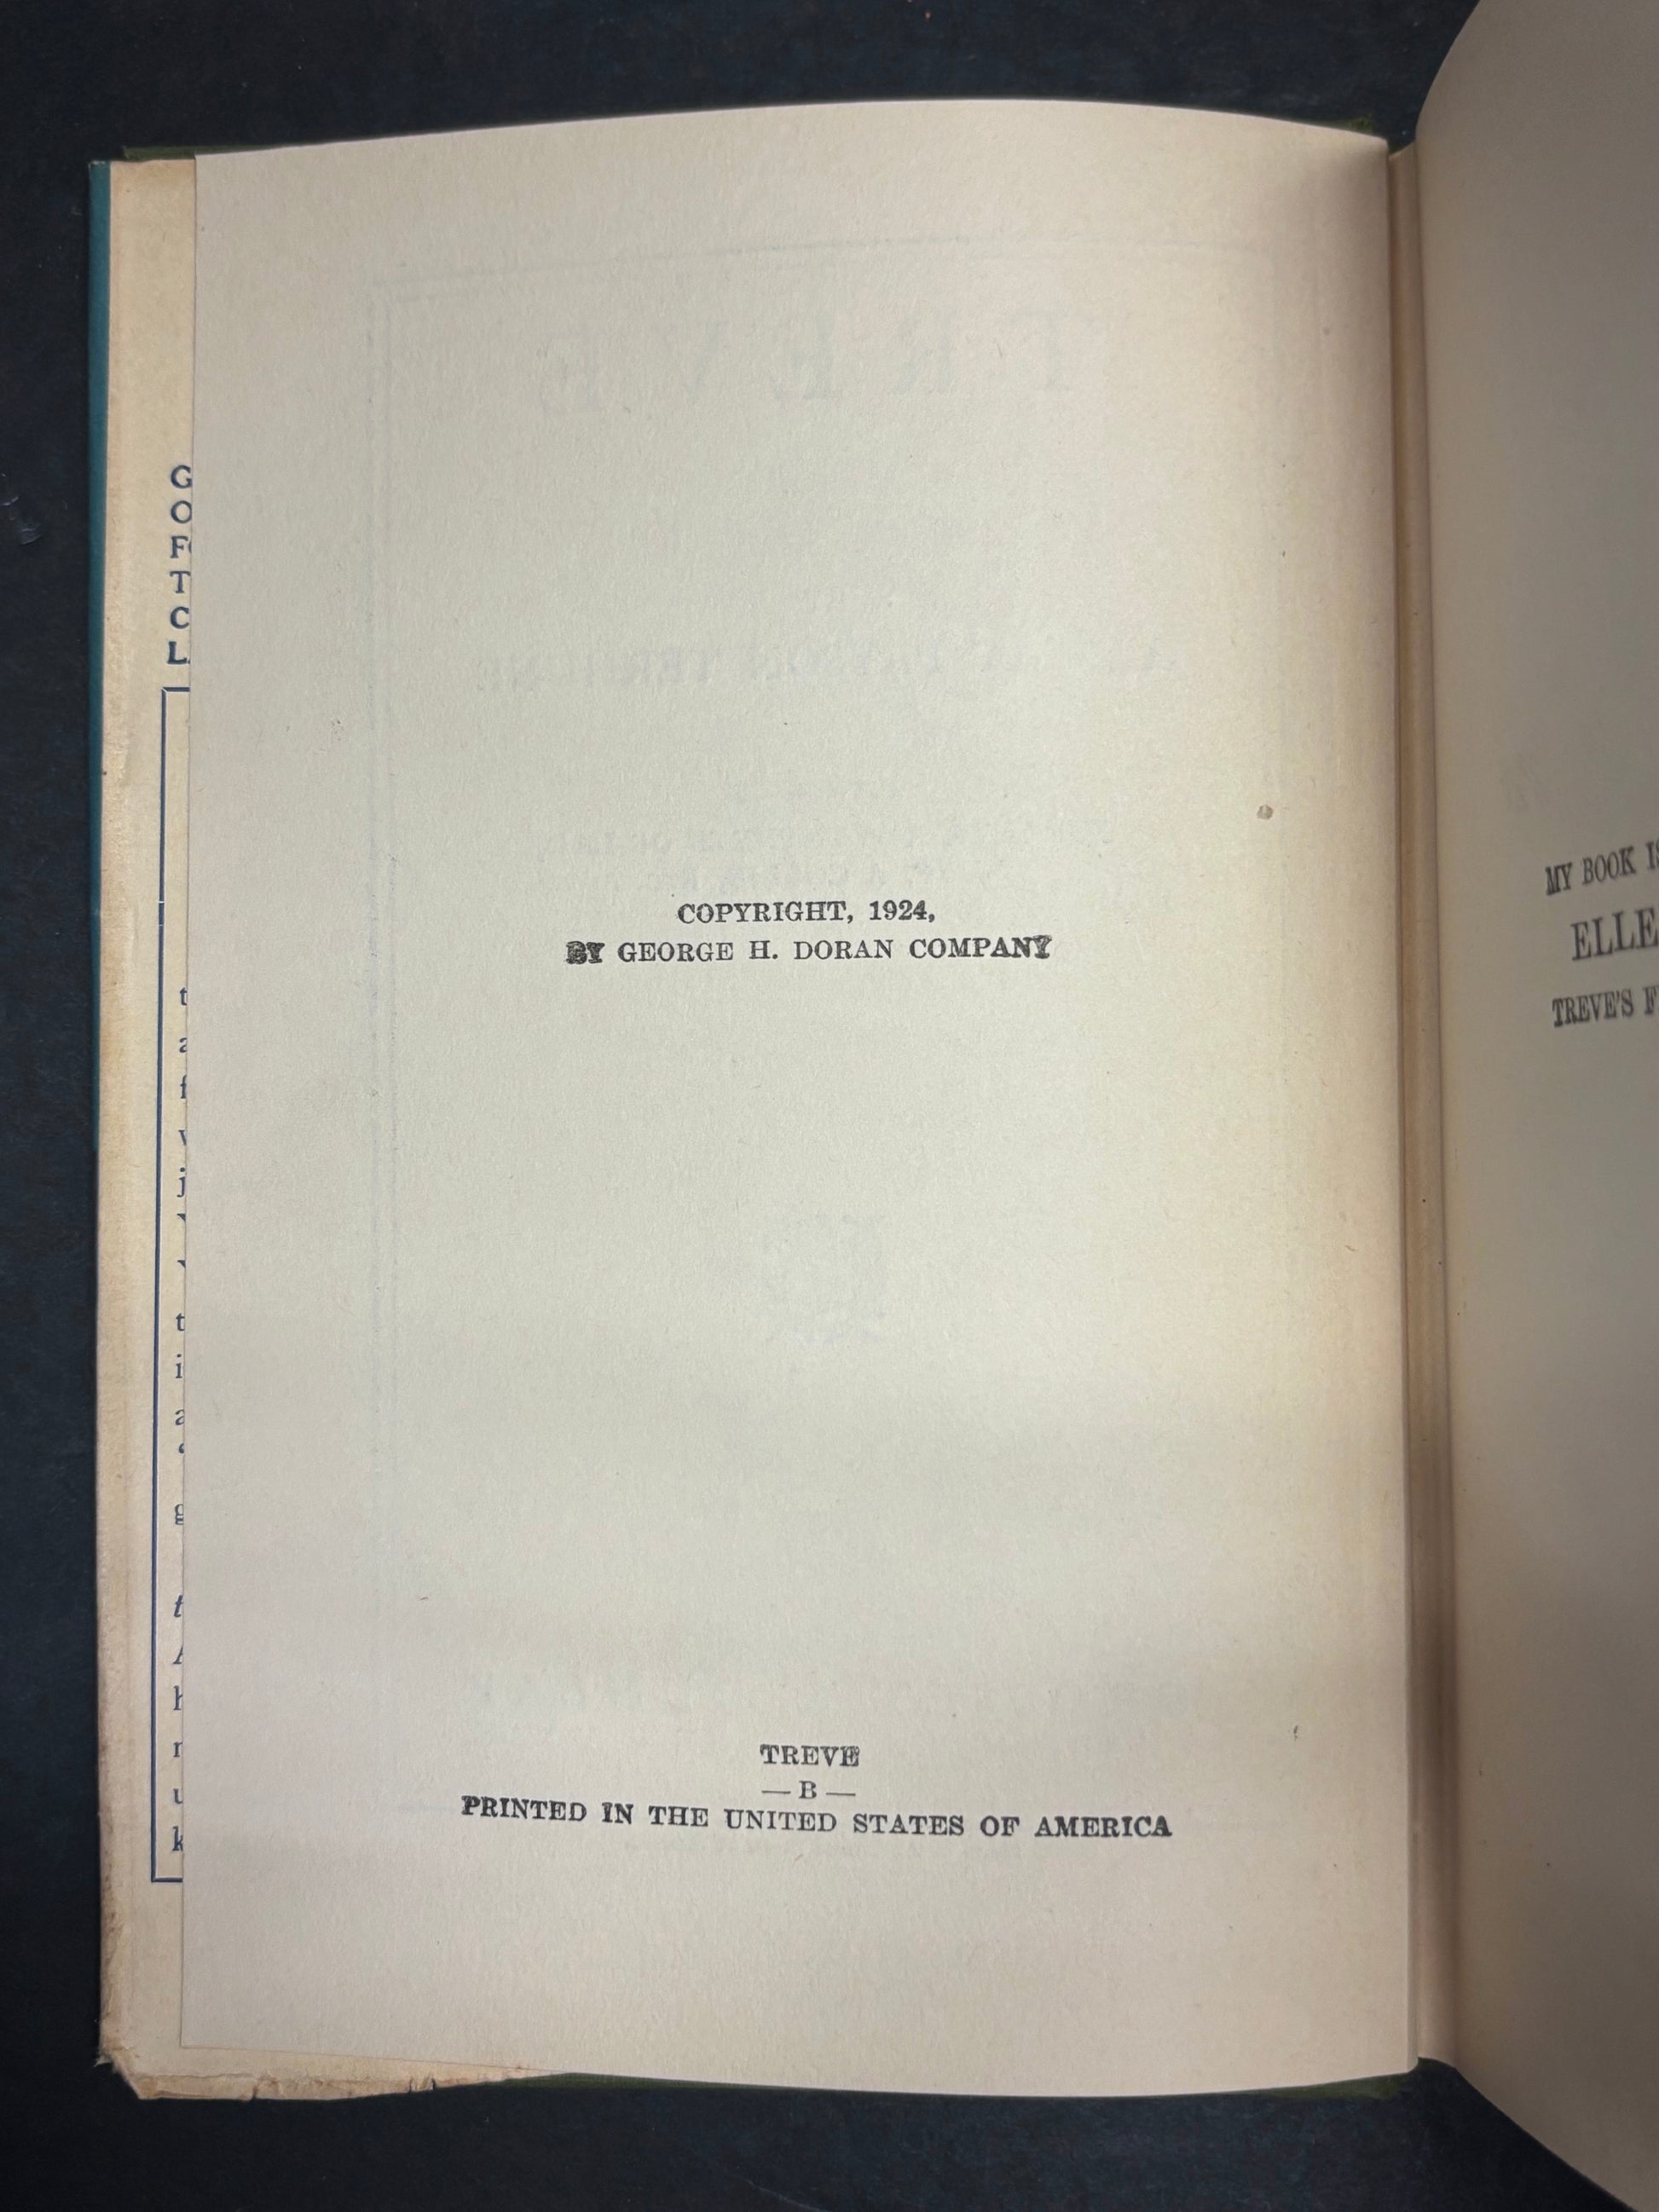 G
O
F
T
C
L
t
a
f
v
j
t
i
a
g
t
A
h
n
u
k
COPYRIGHT, 1924,
BY GEORGE H. DORAN COMPANY
TREVE
— B —
PRINTED IN THE UNITED STATES OF AMERICA
MY BOOK IS
ELLE
TREVE'S F